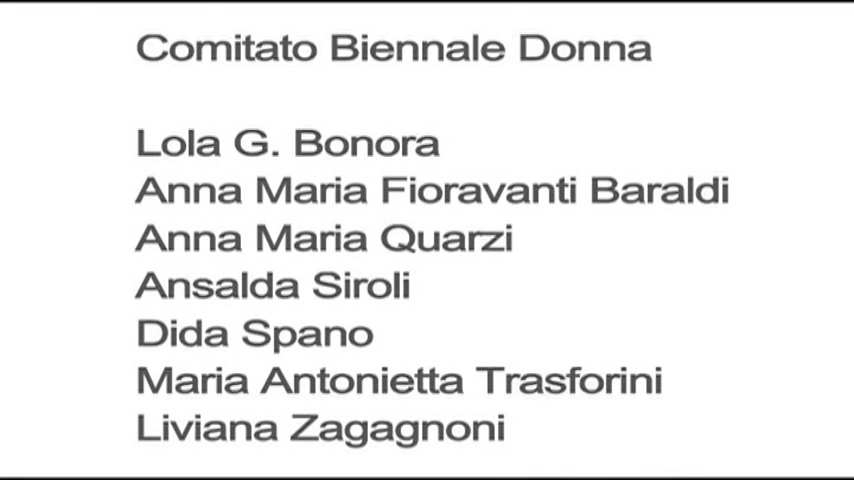 Comitato Biennale Donna
Lola G. Bonora
Anna Maria Fioravanti Baraldi
Anna Maria Quarzi
Ansalda Siroli
Dida Spano
Maria Antonietta Trasforini
Liviana Zagagnoni